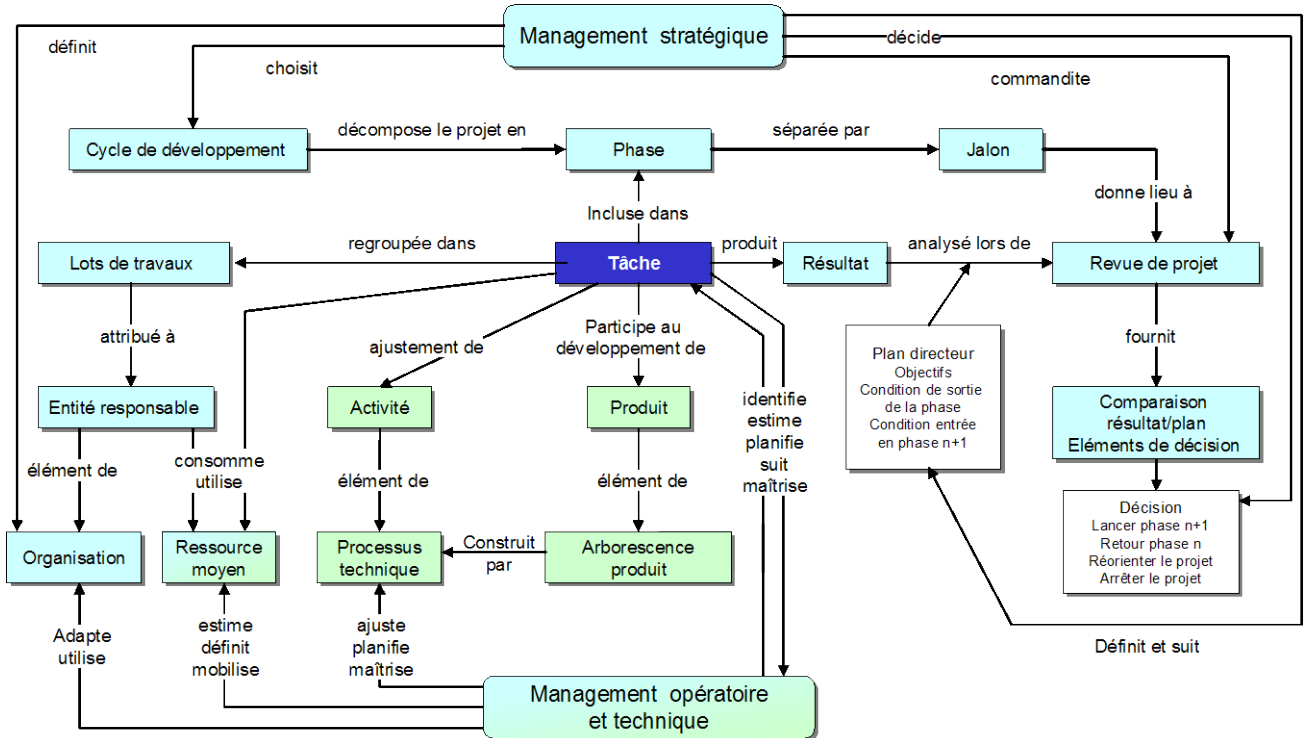 définit
Management stratégique
décide
choisit
commandite
décompose le projet en
séparée par
Cycle de développement
Phase
Jalon
donne lieu à
Incluse dans
regroupée dans
produit
analysé lors de
Lots de travaux
Tâche
Résultat
Revue de projet
attribué à
ajustement de
Participe au
développement de
fournit
Plan directeur
Objectifs
Condition de sortie
de la phase
Condition entrée
en phase n+1
Entité responsable
Activité
Produit
identifie
estime
planifie
suit
maîtrise
Comparaison
résultat/plan
Eléments de décision
élément de
consomme
utilise
élément de
élément de
Décision
Lancer phase n+1
Retour phase n
Réorienter le projet
Arrêter le projet
Organisation
Ressource
moyen
Processus
technique
Construit
par
Arborescence
produit
Adapte
utilise
estime
définit
mobilise
ajuste
planifie
maîtrise
Définit et suit
Management opératoire
et technique